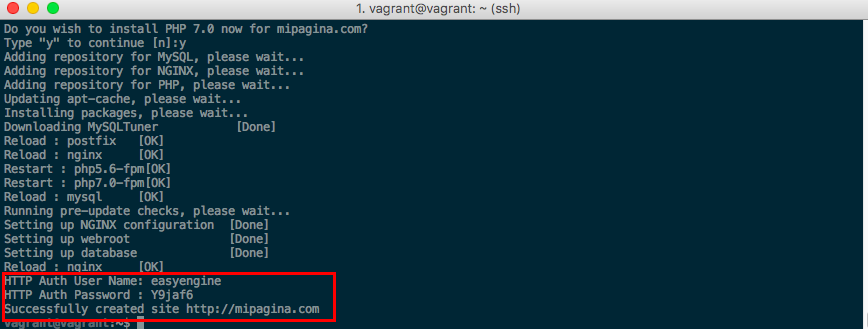 1. vagrant@vagrant: ~ (ssh)
Do you wish to install PHP 7.0 now for mipagina.com?
Type "y" to continue [n]:y
Adding repository for MySQL, please wait...
Adding repository for NGINX, please wait...
Adding repository for PHP, please wait...
Updating apt-cache, please wait...
Installing packages, please wait...
Downloading MySQLTuner [Done]
Reload : postfix [OK]
Reload : nginx [OK]
Restart : php5.6-fpm[OK]
Restart : php7.0-fpm[OK]
Reload : mysql [OK]
Running pre-update checks, please wait...
Setting up NGINX configuration [Done]
Setting up webroot [Done]
Setting up database [Done]
Reload : nginx [OK]
HTTP Auth User Name: easyengine
HTTP Auth Password : Y9jaf6
Successfully created site http://mipagina.com
vagrant@vagrant:~$